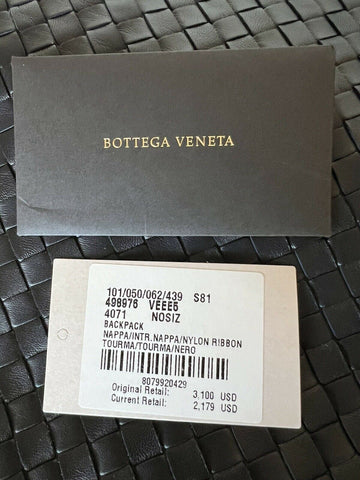 BOTTEGA VENETA
101/050/062/439 S81
498976 VEEE5
4071 NOSIZ
BACKPACK
NAPPA/INTR.NAPPA/NYLON RIBBON
TOURMA/TOURMA/NERO
8079920429
Original Retail: 3,100 USD
Current Retail: 2,179 USD